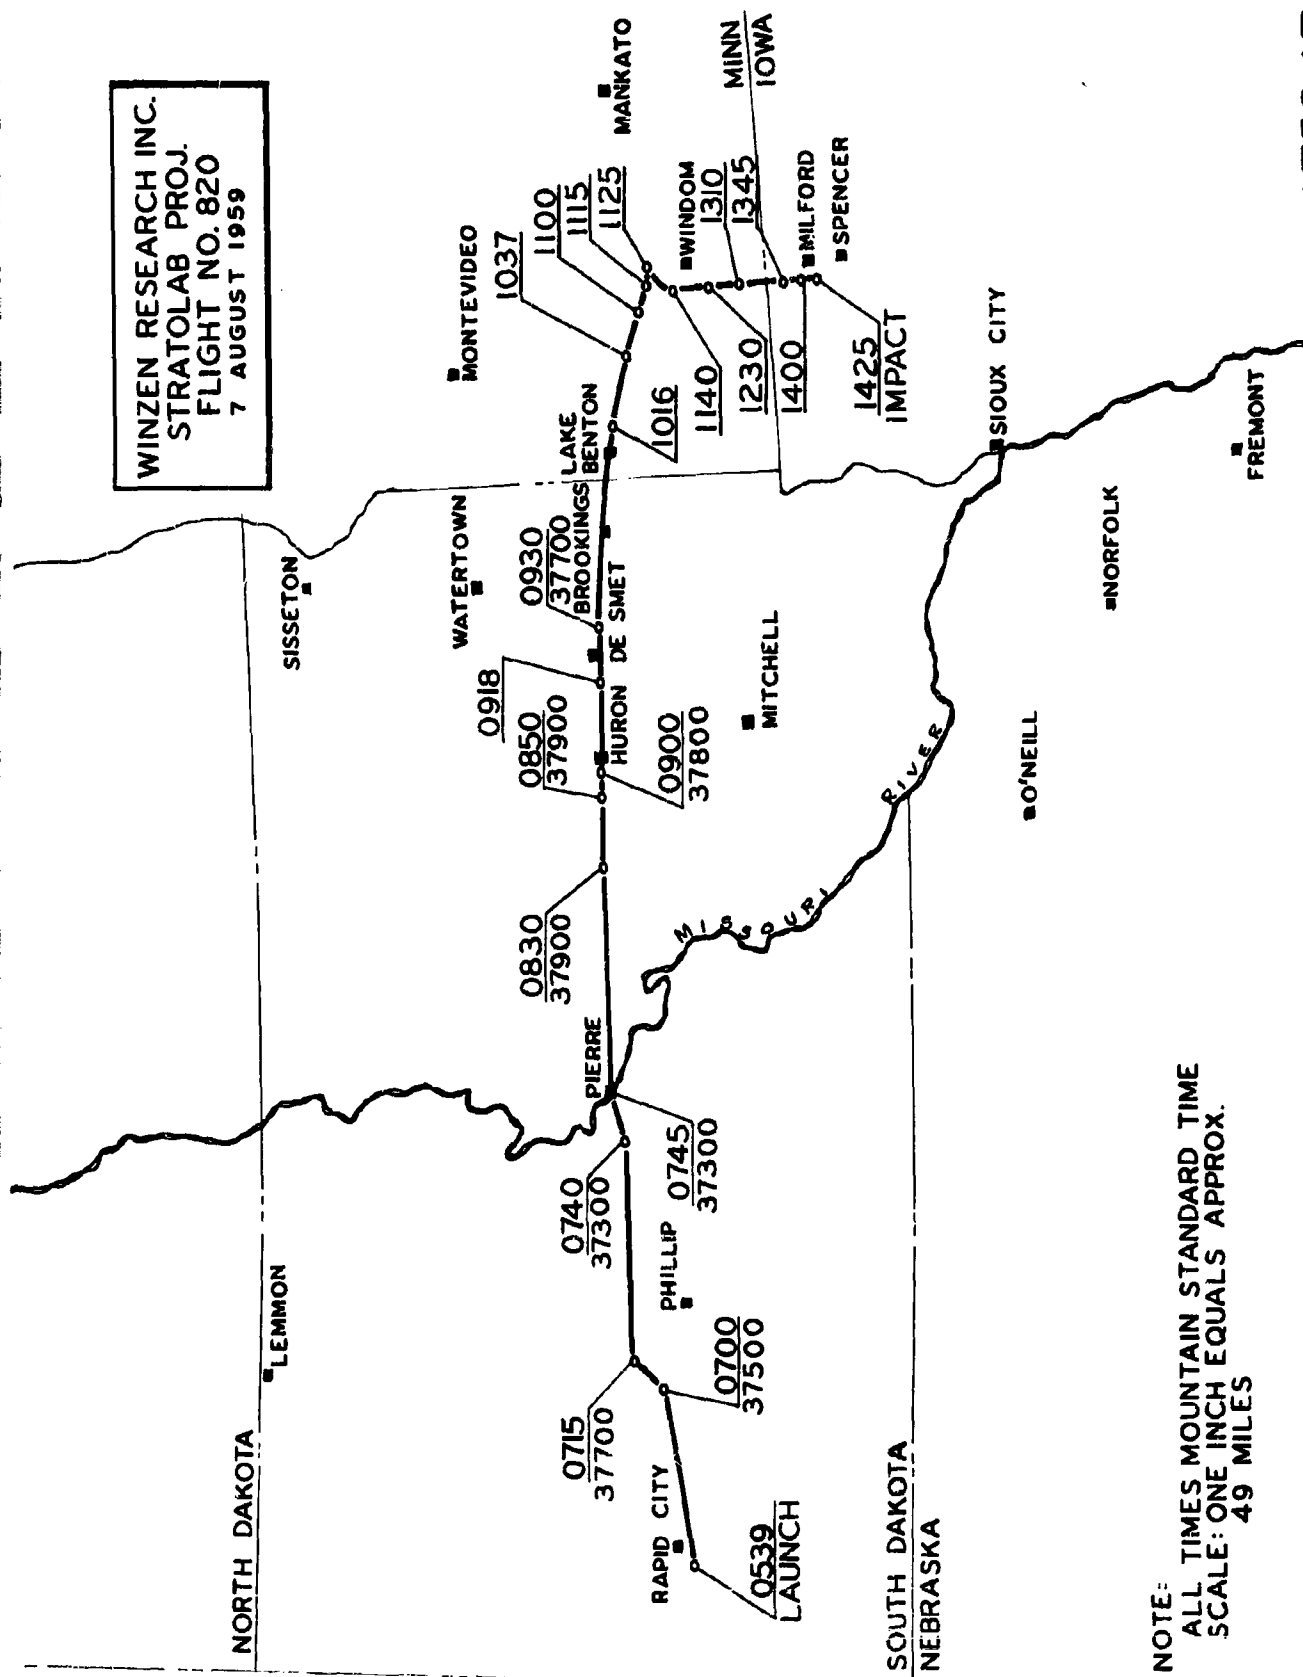 WINZEN RESEARCH INC.
STRATOLAB PROJ.
FLIGHT NO. 820
7 AUGUST 1959
NORTH DAKOTA
LEMMON
SISSETON
WATERTOWN
MONTEVIDEO
MANKATO
0715
37700
0740
37300
PIERRE
0830
37900
0850
37900
0918
0930
37700
BROOKINGS
LAKE
BENTON
1037
1100
1115
1125
RAPID CITY
0539
LAUNCH
0700
37500
PHILLIP
0745
37300
HURON
0900
37800
DE SMET
MITCHELL
1016
1140
1230
1400
1425
IMPACT
WINDOM
1310
1345
MINN
IOWA
MILFORD
SPENCER
MISSOURI
RIVER
SOUTH DAKOTA
NEBRASKA
O'NEILL
NORFOLK
SIOUX CITY
FREMONT
NOTE:
ALL TIMES MOUNTAIN STANDARD TIME
SCALE: ONE INCH EQUALS APPROX.
49 MILES